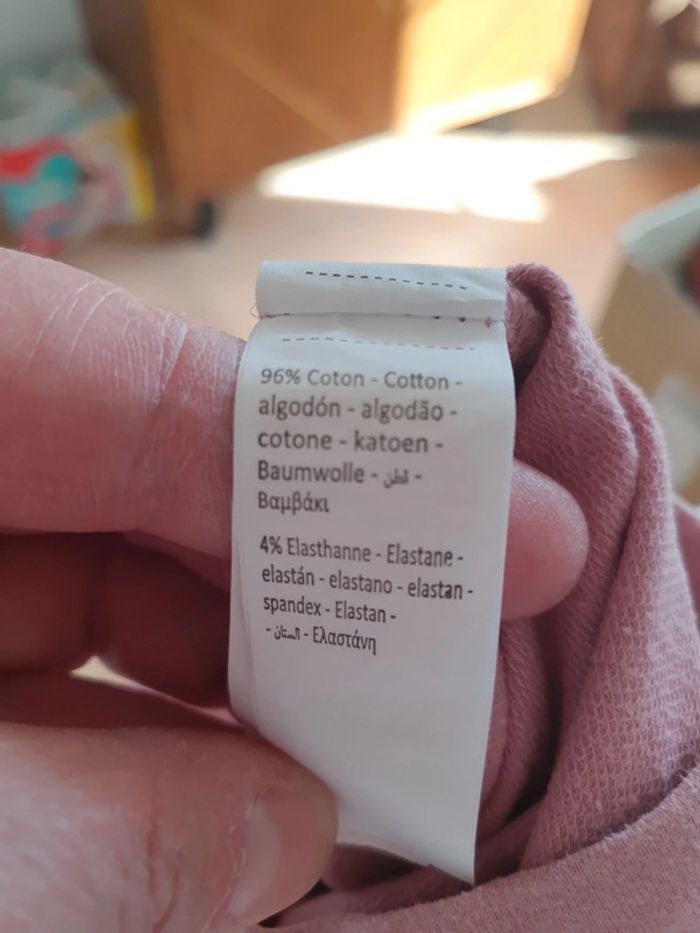 96% Coton - Cotton -
algodón - algodão -
cotone - katoen -
Baumwolle - قطن -
Βαμβάκι
4% Elasthanne - Elastane -
elastán - elastano - elastan -
spandex - Elastan -
- الستان - Ελαστάνη